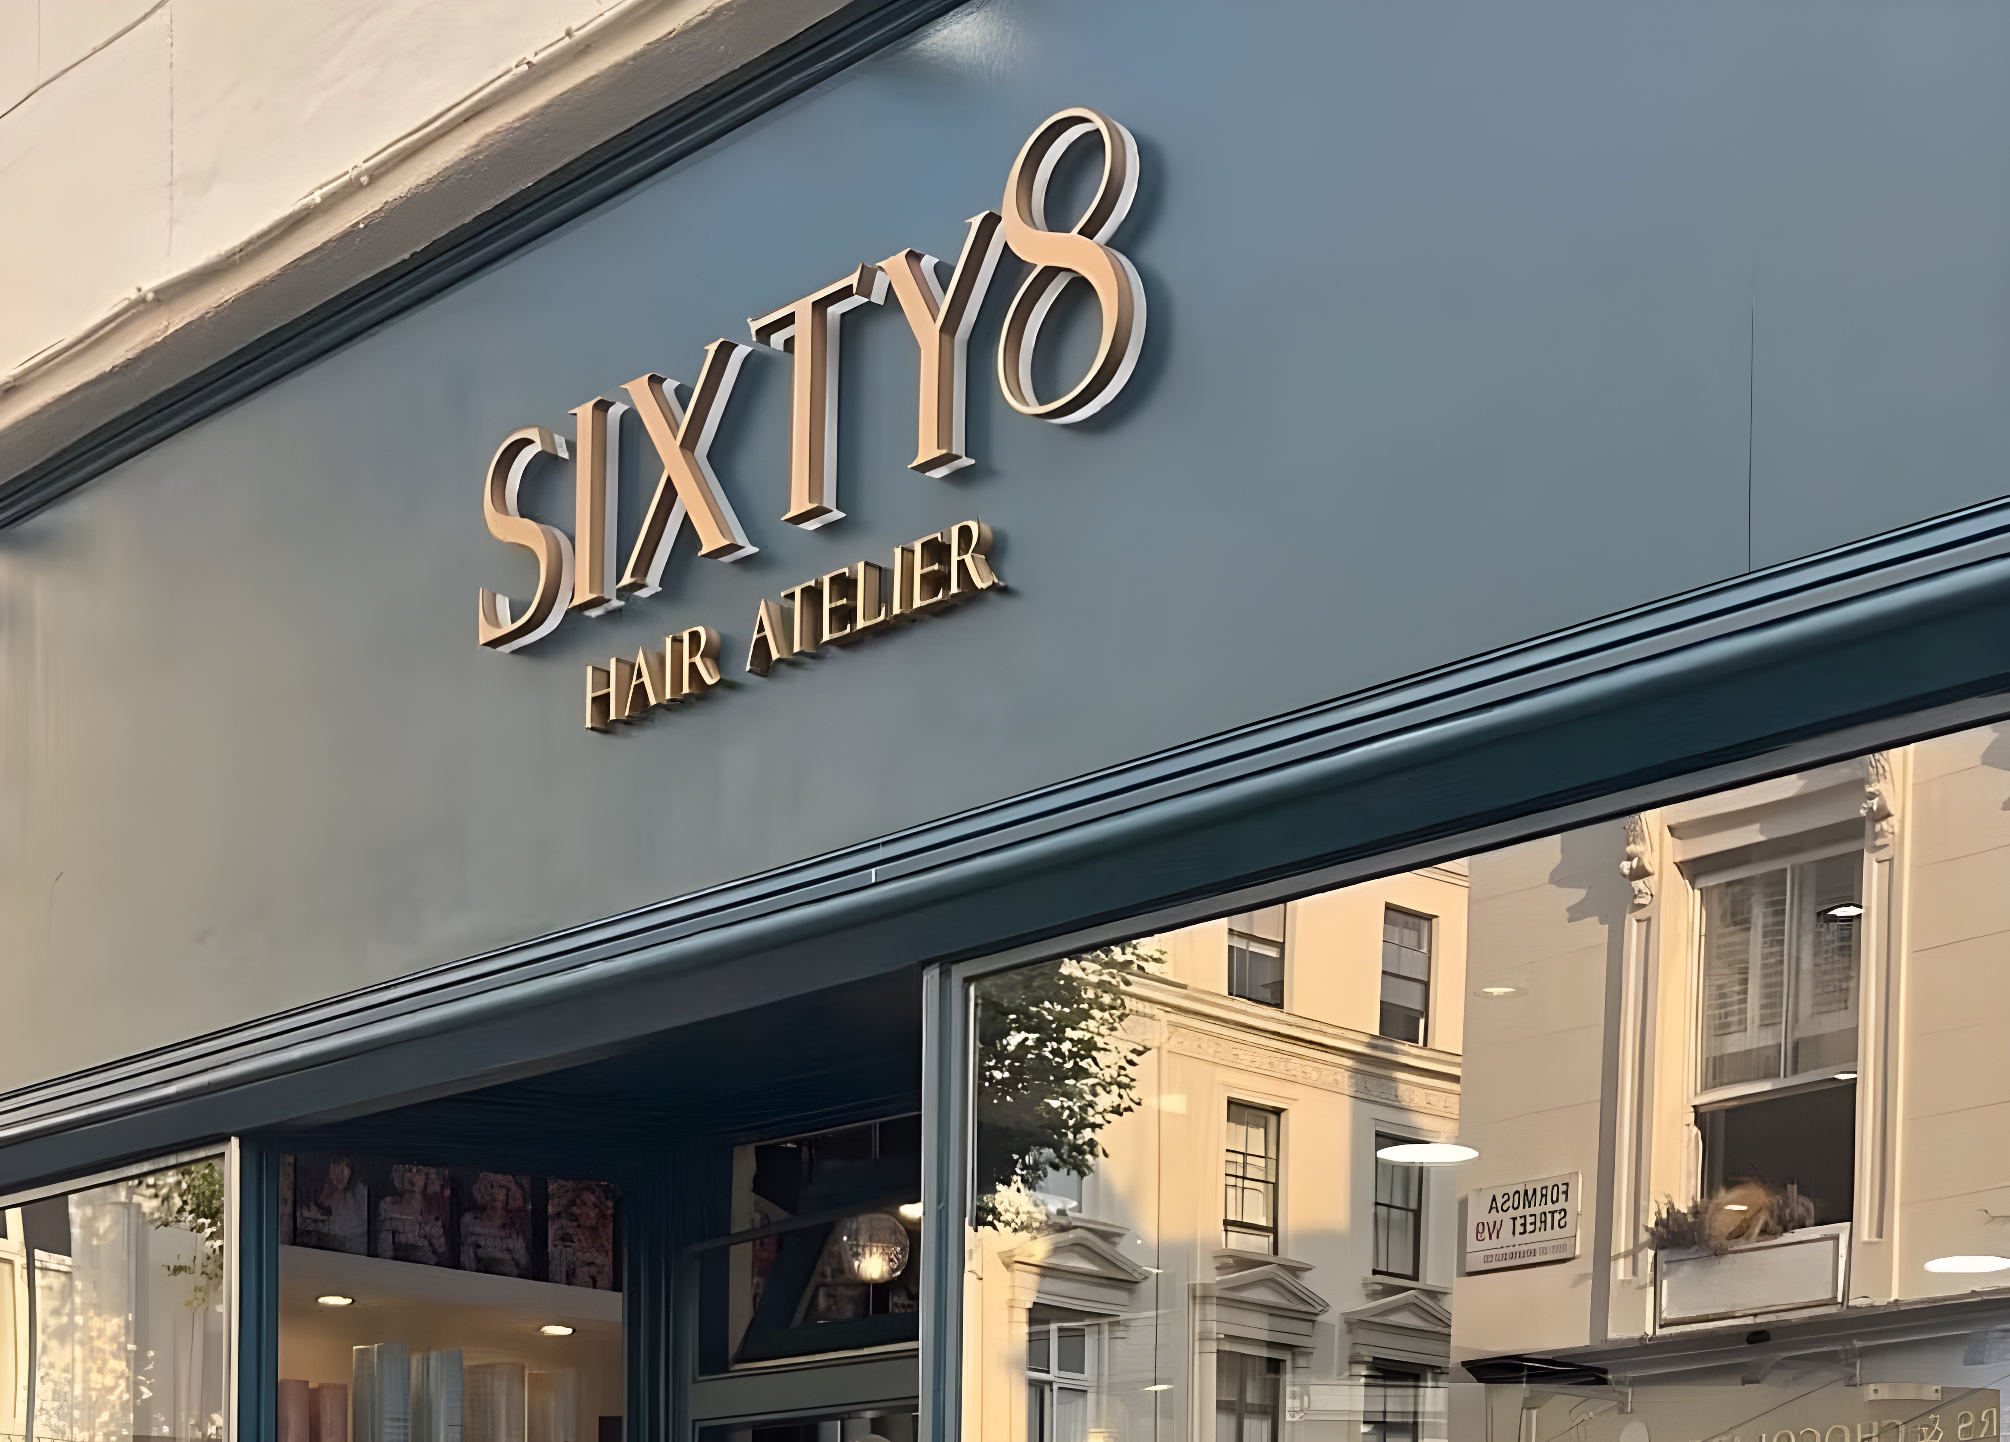 SIXTY8
HAIR ATELIER
FORMOSA
STREET W9